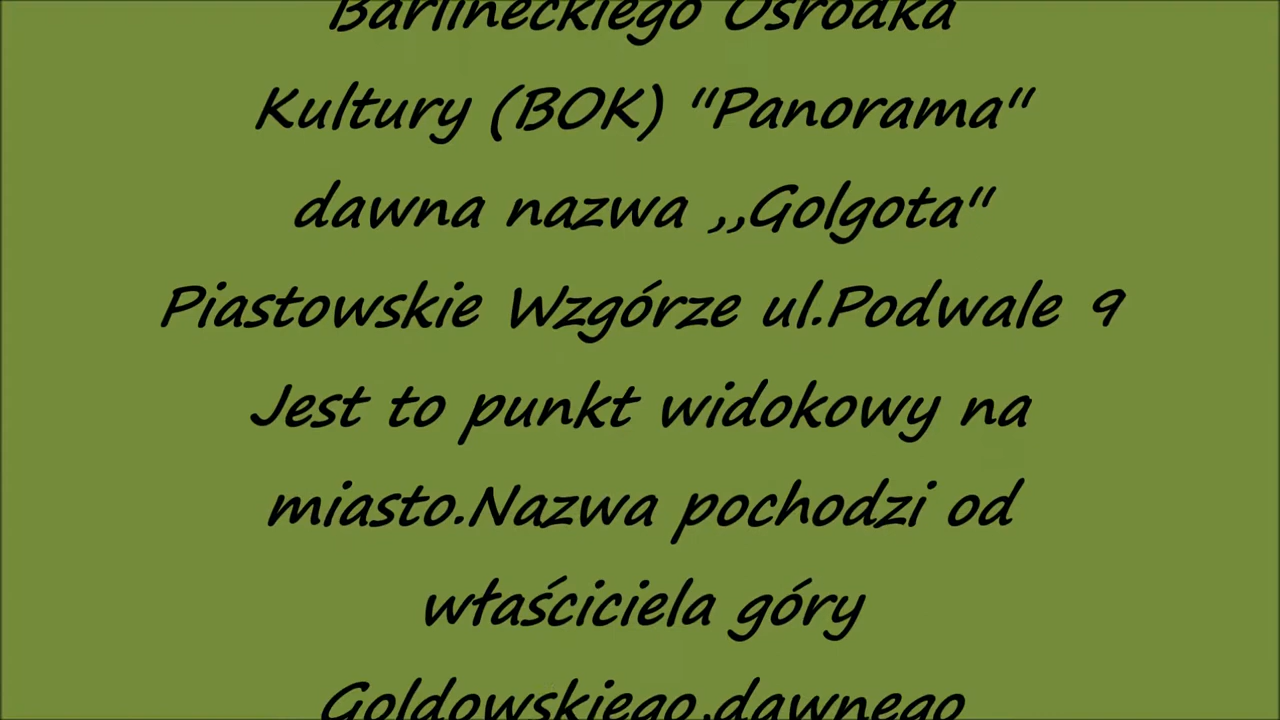 Barlineckiego Ośrodka
Kultury (BOK) "Panorama"
dawna nazwa ,,Golgota"
Piastowskie Wzgórze ul.Podwale 9
Jest to punkt widokowy na
miasto.Nazwa pochodzi od
właściciela góry
Goldowskiego,dawnego